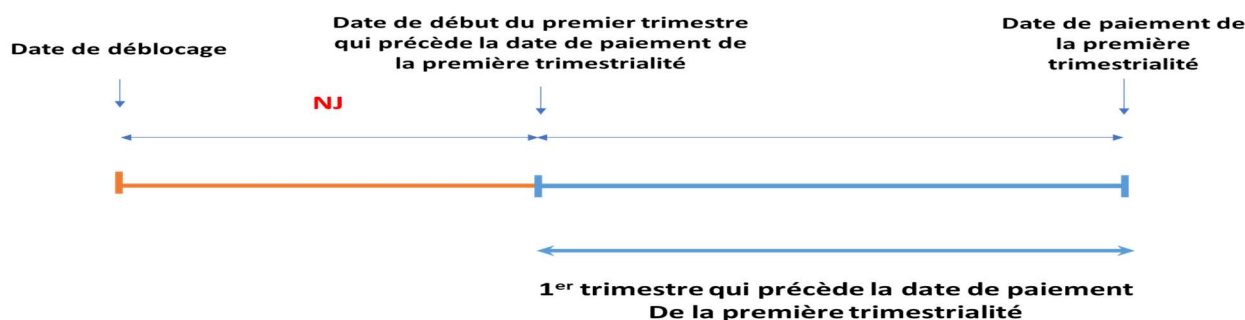 Date de déblocage
Date de début du premier trimestre
qui précède la date de paiement de
la première trimestrialité
Date de paiement de
la première
trimestrialité
NJ
1er trimestre qui précède la date de paiement
De la première trimestrialité